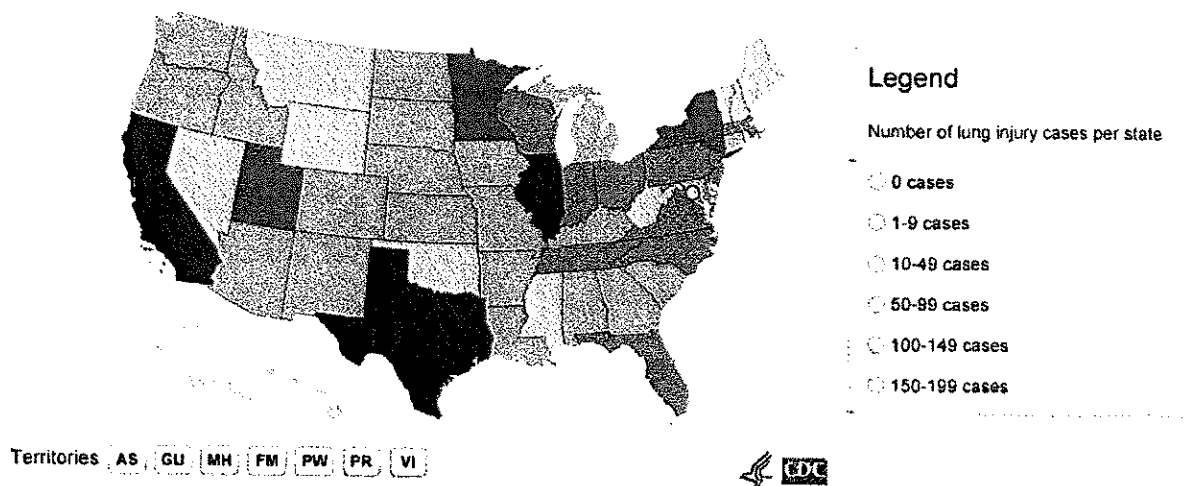 Legend
Number of lung injury cases per state
0 cases
1-9 cases
10-49 cases
50-99 cases
100-149 cases
150-199 cases
Territories AS GU MH FM PW PR VI
CDC